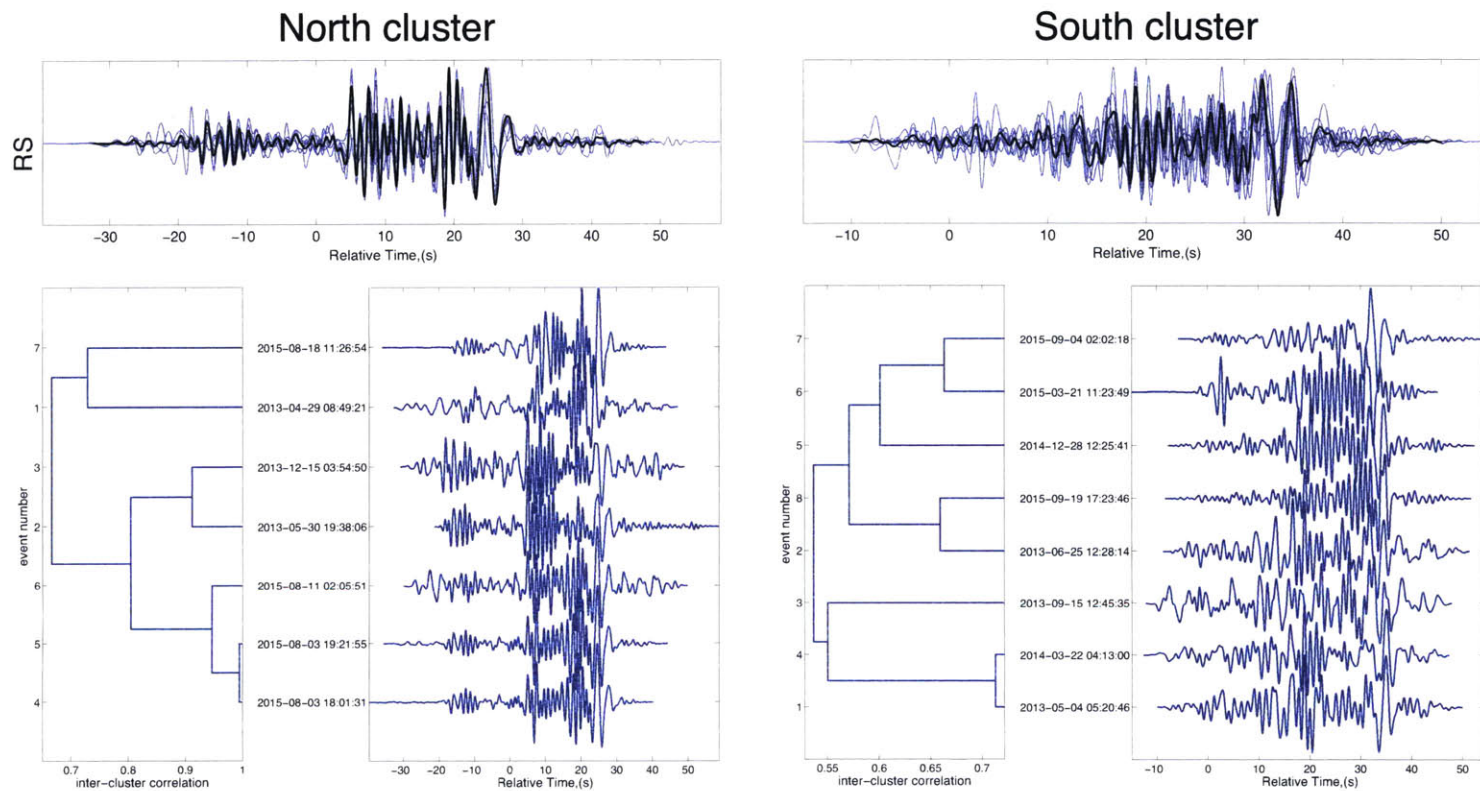 North cluster
South cluster
RS
−30 −20 −10 0 10 20 30 40 50
Relative Time,(s)
−10 0 10 20 30 40 50
Relative Time,(s)
event number
7
1
3
2
6
5
4
2015−08−18 11:26:54
2013−04−29 08:49:21
2013−12−15 03:54:50
2013−05−30 19:38:06
2015−08−11 02:05:51
2015−08−03 19:21:55
2015−08−03 18:01:31
0.7 0.8 0.9 1
inter−cluster correlation
−30 −20 −10 0 10 20 30 40 50
Relative Time,(s)
event number
7
6
5
8
2
3
4
1
2015−09−04 02:02:18
2015−03−21 11:23:49
2014−12−28 12:25:41
2015−09−19 17:23:46
2013−06−25 12:28:14
2013−09−15 12:45:35
2014−03−22 04:13:00
2013−05−04 05:20:46
0.55 0.6 0.65 0.7
inter−cluster correlation
−10 0 10 20 30 40 50
Relative Time,(s)